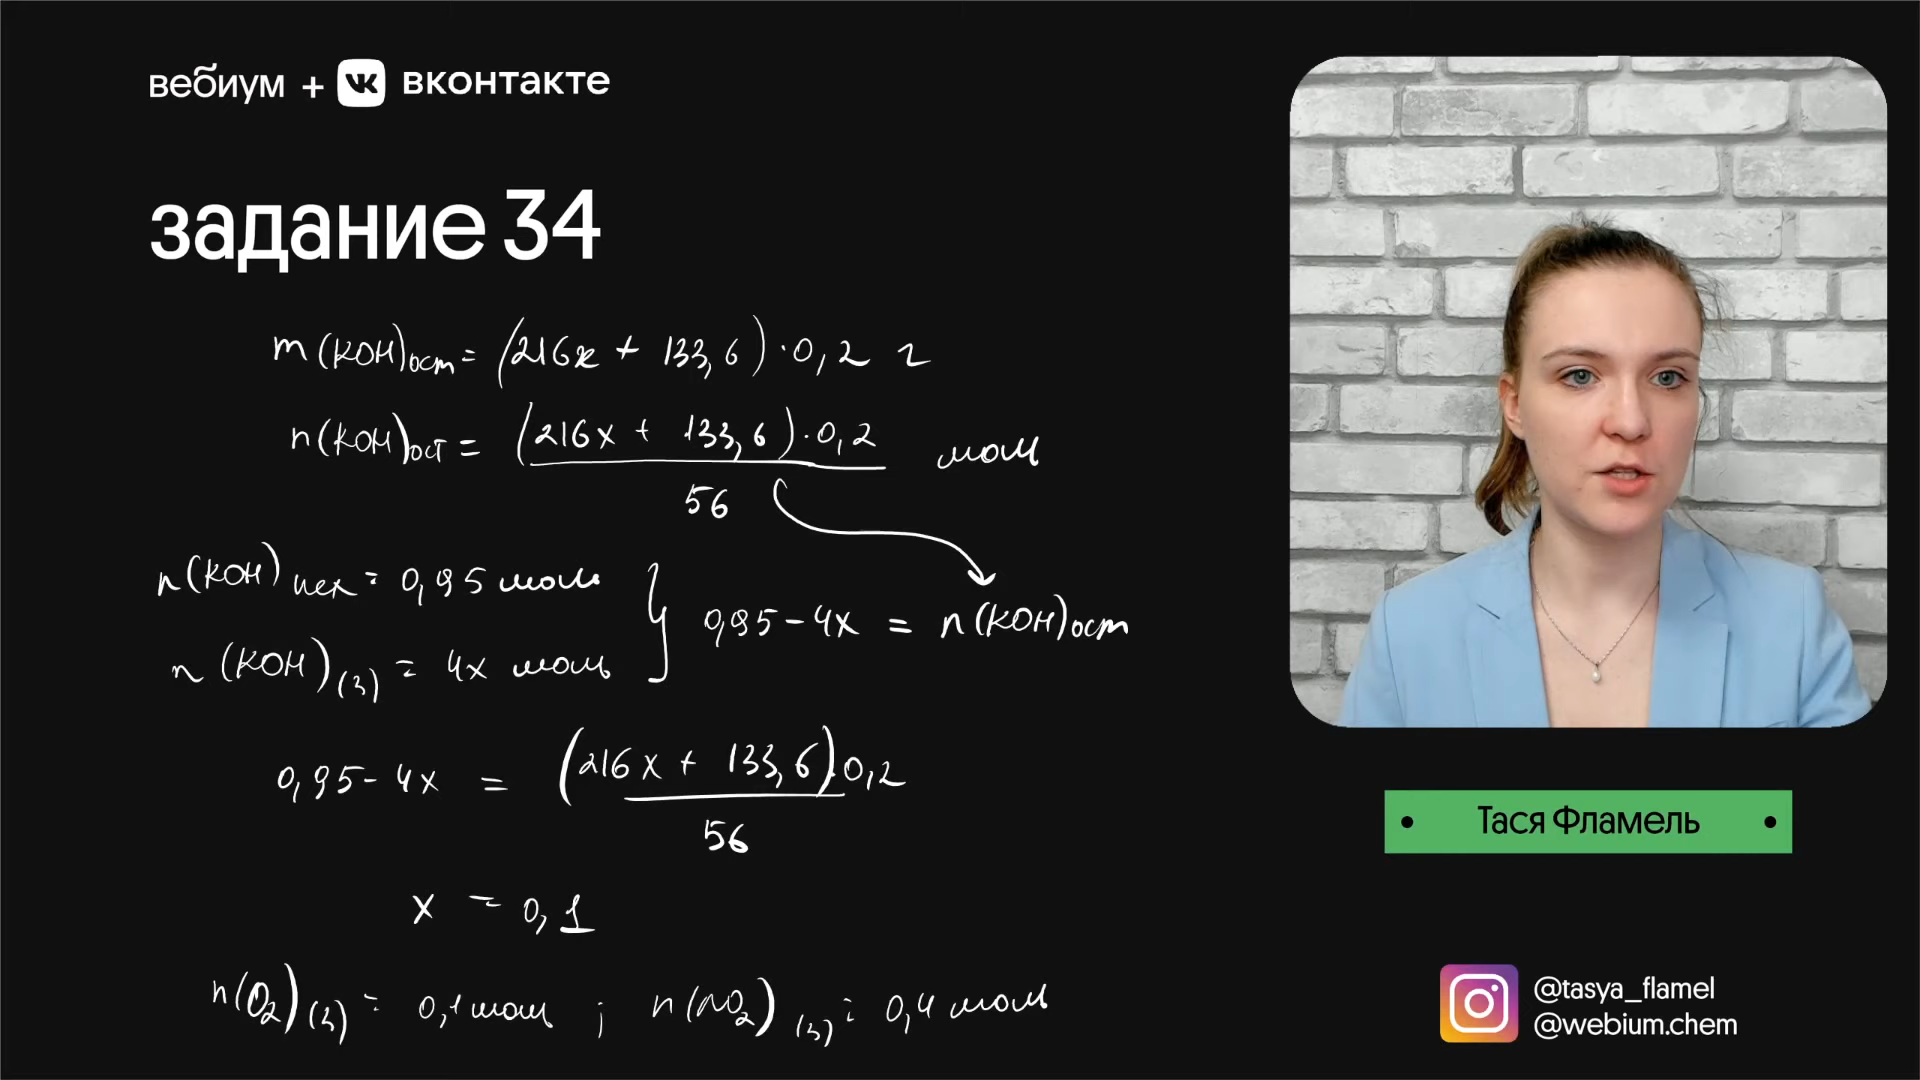 вебиум + вконтакте
задание 34
m(KOH)ост = (216x + 133,6)·0,2 г
n(KOH)ост = (216x + 133,6)·0,2 / 56 моль
n(KOH)исх = 0,95 моль
n(KOH)(3) = 4x моль
0,95 - 4x = n(KOH)ост
0,95 - 4x = (216x + 133,6)·0,2 / 56
x = 0,1
n(O2)(3) = 0,1 моль ; n(NO2)(3) = 0,4 моль
Тася Фламель
@tasya_flamel
@webium.chem